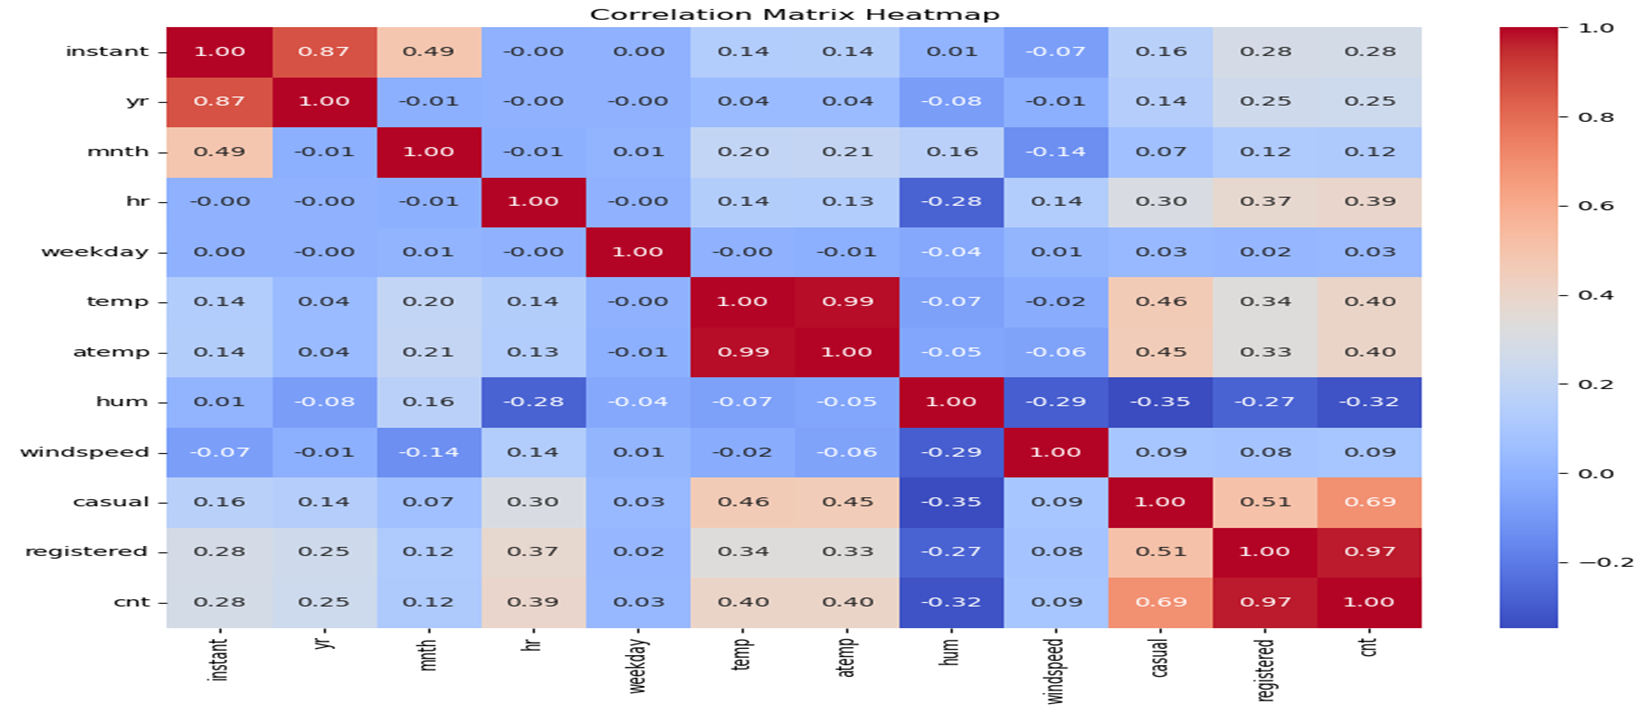 Correlation Matrix Heatmap
instant 1.00 0.87 0.49 -0.00 0.00 0.14 0.14 0.01 -0.07 0.16 0.28 0.28
yr 0.87 1.00 -0.01 -0.00 -0.00 0.04 0.04 -0.08 -0.01 0.14 0.25 0.25
mnth 0.49 -0.01 1.00 -0.01 0.01 0.20 0.21 0.16 -0.14 0.07 0.12 0.12
hr -0.00 -0.00 -0.01 1.00 -0.00 0.14 0.13 -0.28 0.14 0.30 0.37 0.39
weekday 0.00 -0.00 0.01 -0.00 1.00 -0.00 -0.01 -0.04 0.01 0.03 0.02 0.03
temp 0.14 0.04 0.20 0.14 -0.00 1.00 0.99 -0.07 -0.02 0.46 0.34 0.40
atemp 0.14 0.04 0.21 0.13 -0.01 0.99 1.00 -0.05 -0.06 0.45 0.33 0.40
hum 0.01 -0.08 0.16 -0.28 -0.04 -0.07 -0.05 1.00 -0.29 -0.35 -0.27 -0.32
windspeed -0.07 -0.01 -0.14 0.14 0.01 -0.02 -0.06 -0.29 1.00 0.09 0.08 0.09
casual 0.16 0.14 0.07 0.30 0.03 0.46 0.45 -0.35 0.09 1.00 0.51 0.69
registered 0.28 0.25 0.12 0.37 0.02 0.34 0.33 -0.27 0.08 0.51 1.00 0.97
cnt 0.28 0.25 0.12 0.39 0.03 0.40 0.40 -0.32 0.09 0.69 0.97 1.00
instant yr mnth hr weekday temp atemp hum windspeed casual registered cnt
1.0
0.8
0.6
0.4
0.2
0.0
−0.2